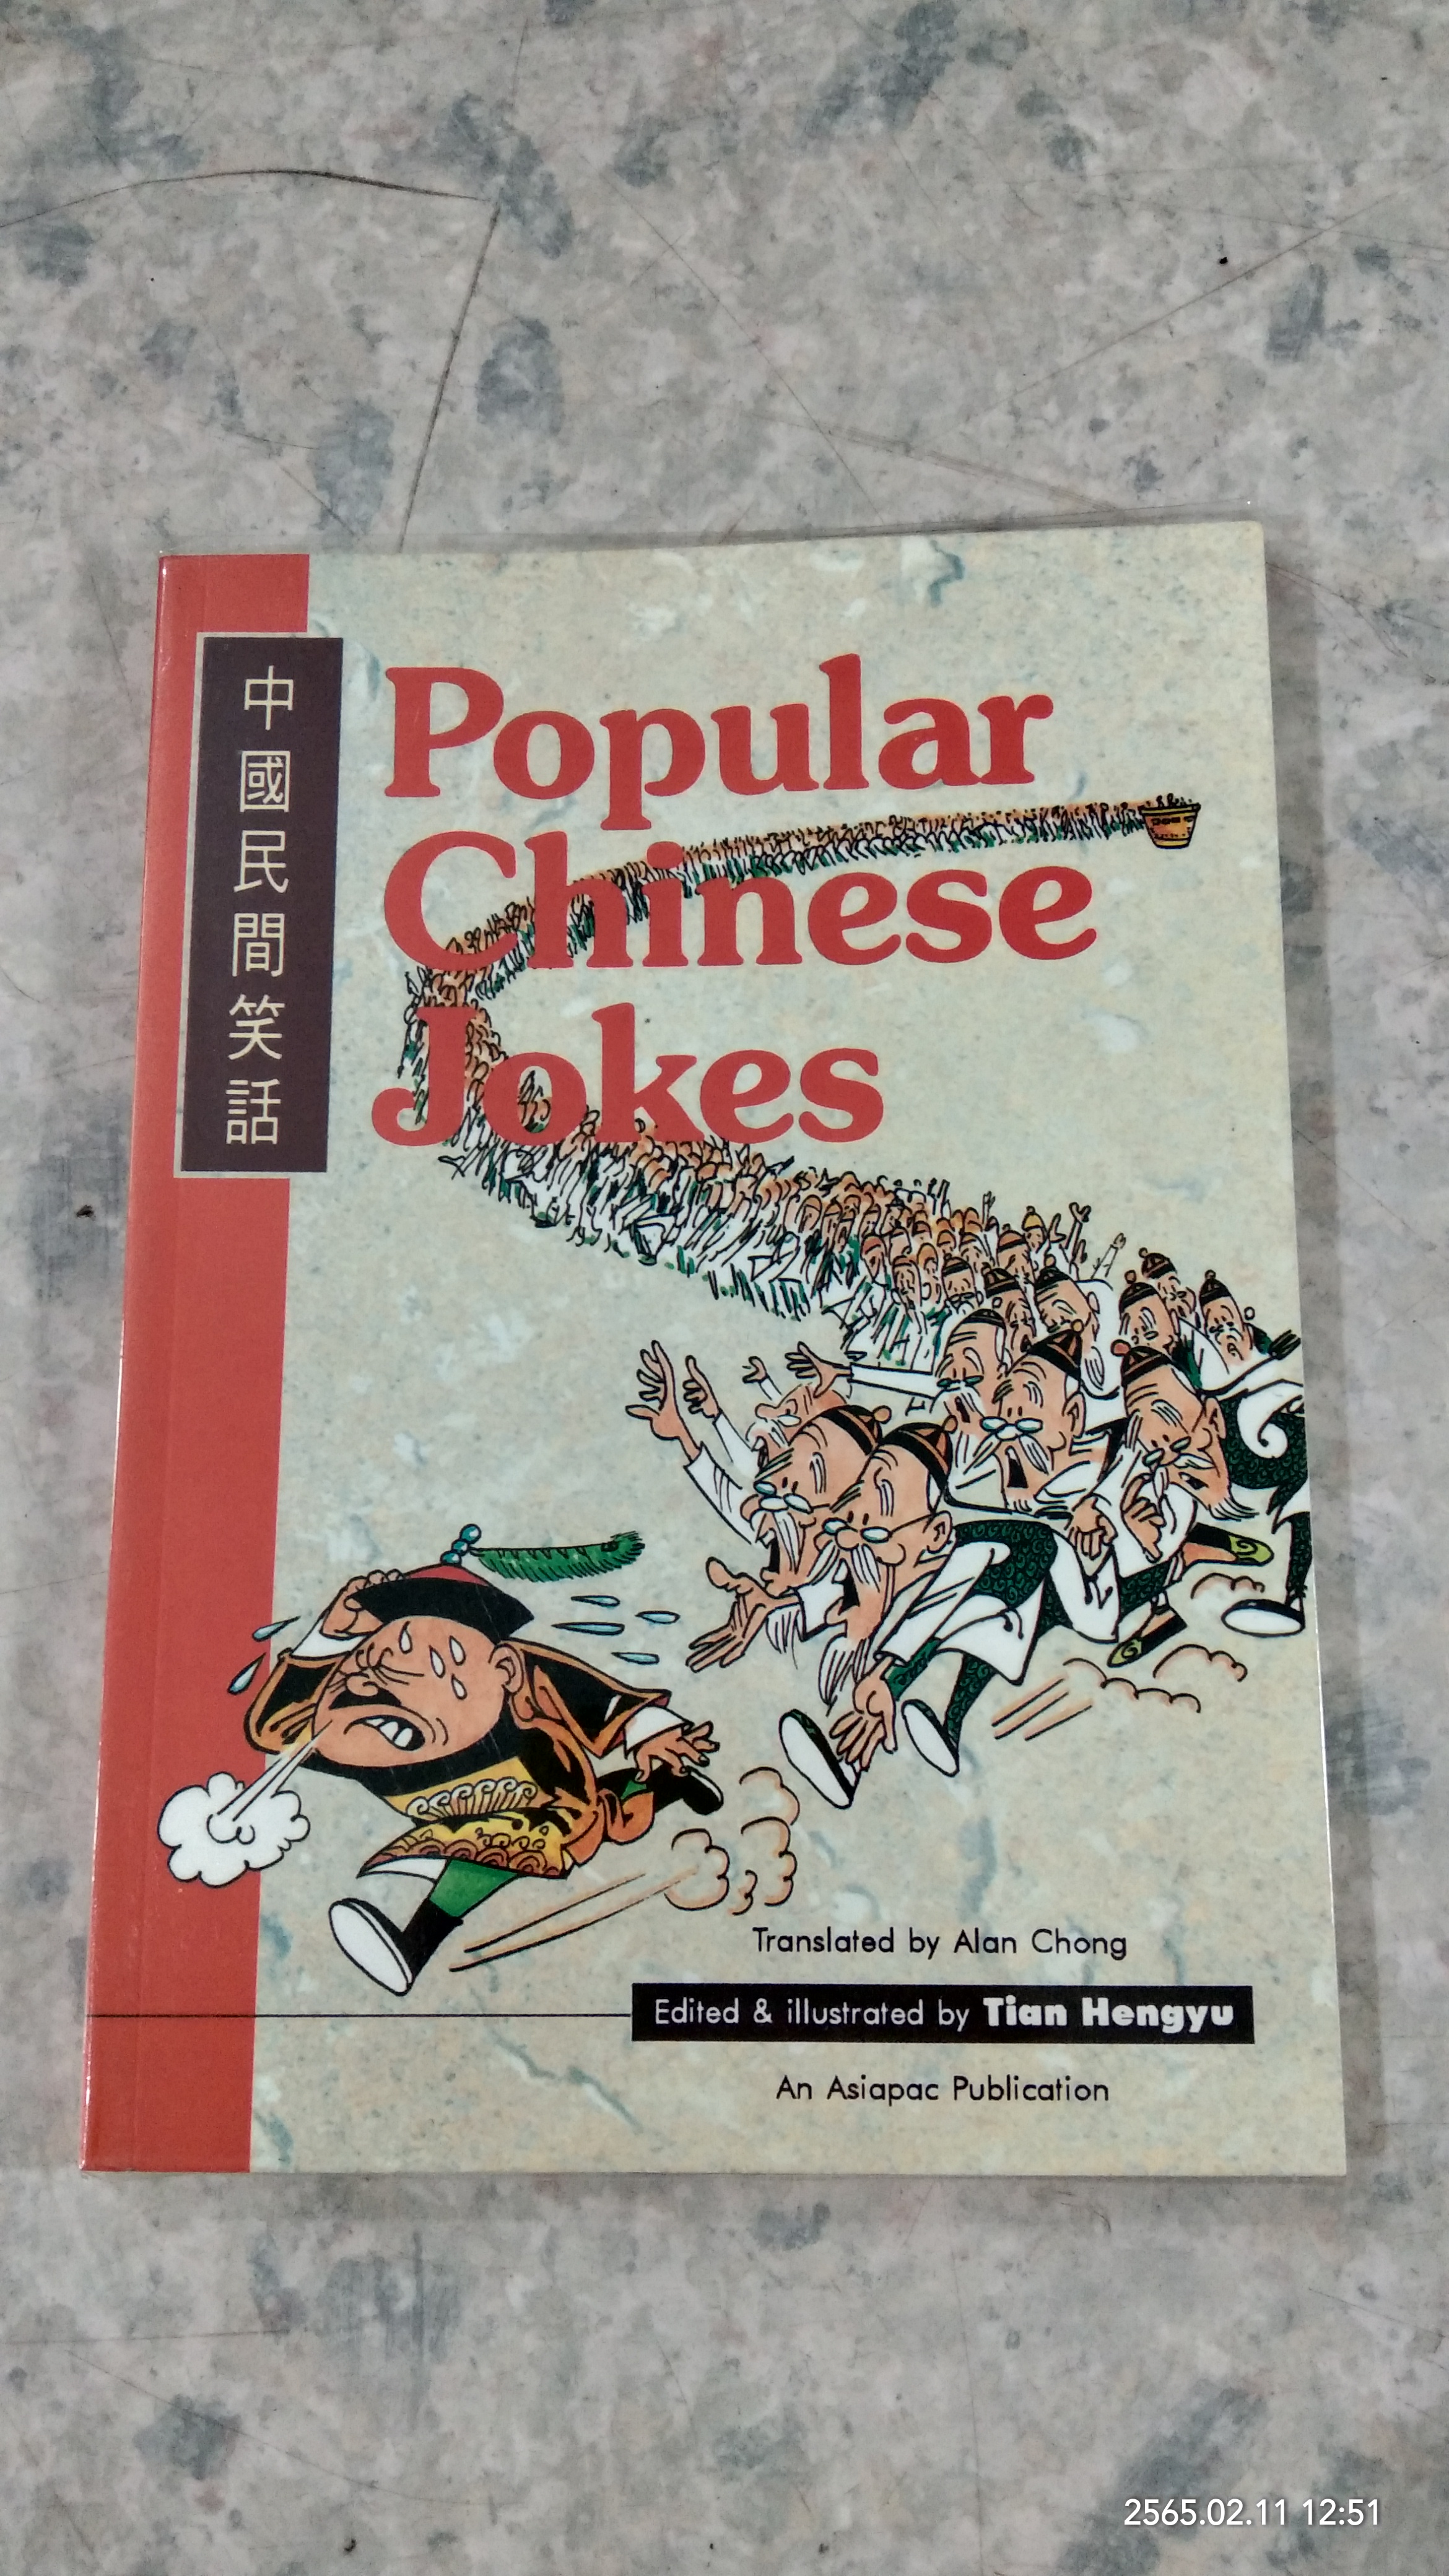 中國民間笑話
Popular
Chinese
Jokes
Translated by Alan Chong
Edited & illustrated by Tian Hengyu
An Asiapac Publication
2565.02.11 12:51